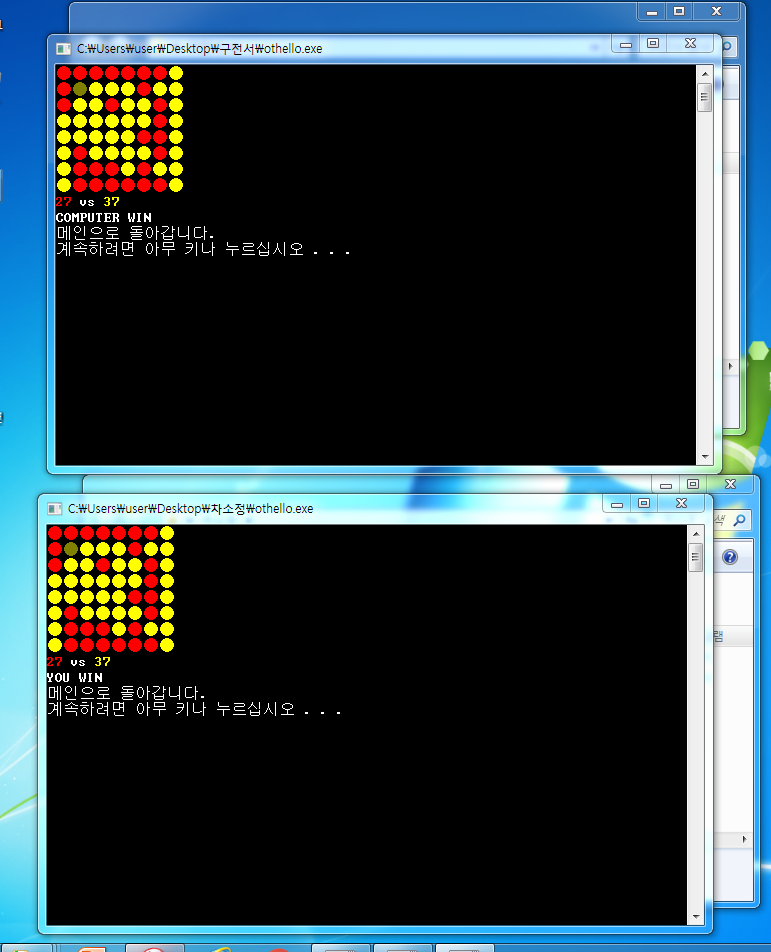 C:₩Users₩user₩Desktop₩구전서₩othello.exe
27 vs 37
COMPUTER WIN
메인으로 돌아갑니다.
계속하려면 아무 키나 누르십시오 . . .
C:₩Users₩user₩Desktop₩차소정₩othello.exe
색
램
27 vs 37
YOU WIN
메인으로 돌아갑니다.
계속하려면 아무 키나 누르십시오 . . .